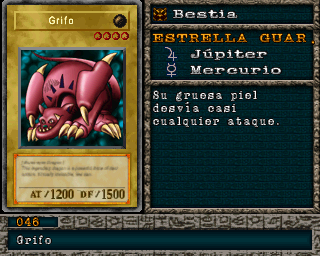 Grifo
AT/1200 DF/1500
Bestia
ESTRELLA GUAR.
Júpiter
Mercurio
Su gruesa piel
desvía casi
cualquier ataque.
046
Grifo